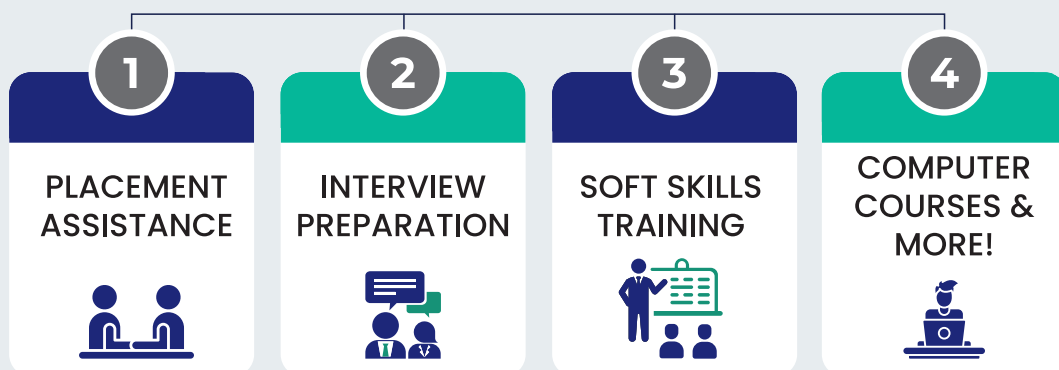 1
PLACEMENT
ASSISTANCE
2
INTERVIEW
PREPARATION
3
SOFT SKILLS
TRAINING
4
COMPUTER
COURSES &
MORE!